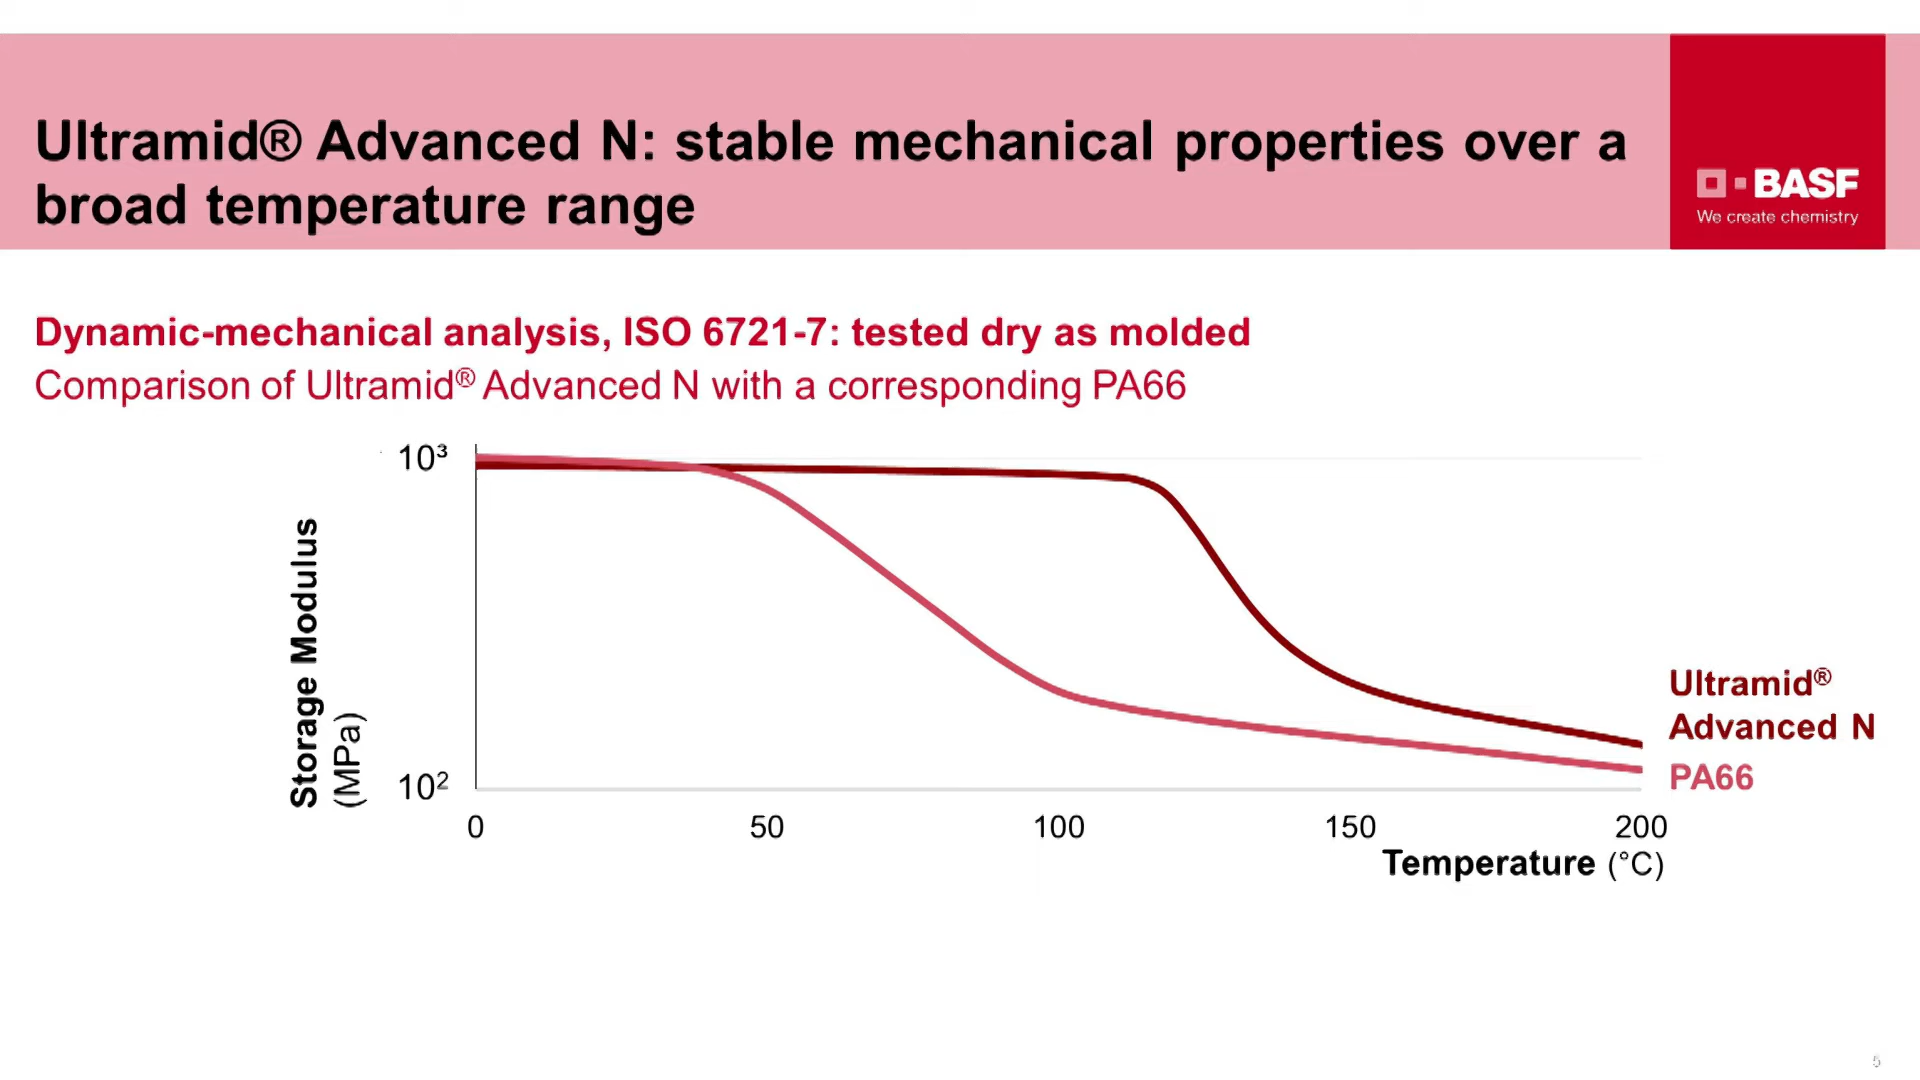 Ultramid® Advanced N: stable mechanical properties over a
broad temperature range
BASF
We create chemistry
Dynamic-mechanical analysis, ISO 6721-7: tested dry as molded
Comparison of Ultramid® Advanced N with a corresponding PA66
10³
Storage Modulus
(MPa)
10²
0 50 100 150 200
Temperature (°C)
Ultramid®
Advanced N
PA66
5